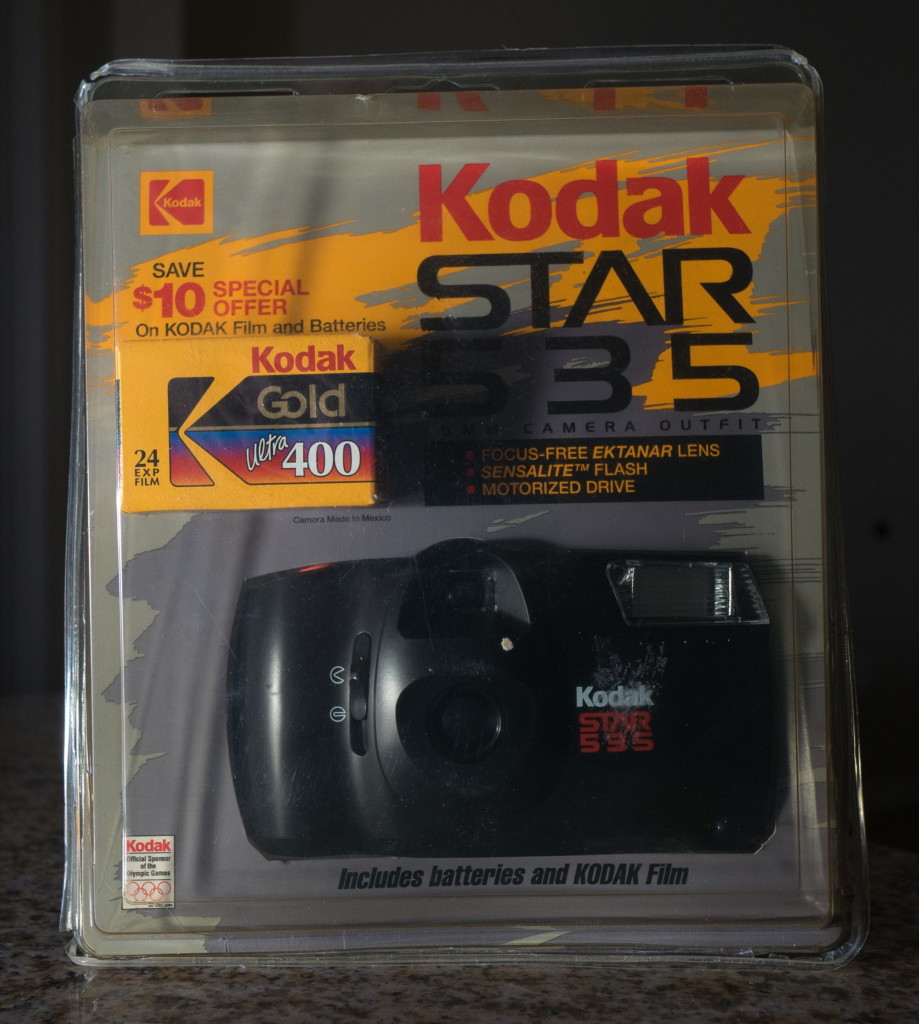 Kodak
Kodak
Kodak
STAR
535
SAVE
$10 SPECIAL OFFER
On KODAK Film and Batteries
CAMERA OUTFIT
• FOCUS-FREE EKTANAR LENS
• SENSALITE™ FLASH
• MOTORIZED DRIVE
Kodak
Gold
Ultra 400
24
EXP
FILM
Camera Made In Mexico
Kodak
STAR
535
Includes batteries and KODAK Film
Kodak
Official Sponsor
of the
Olympic Games